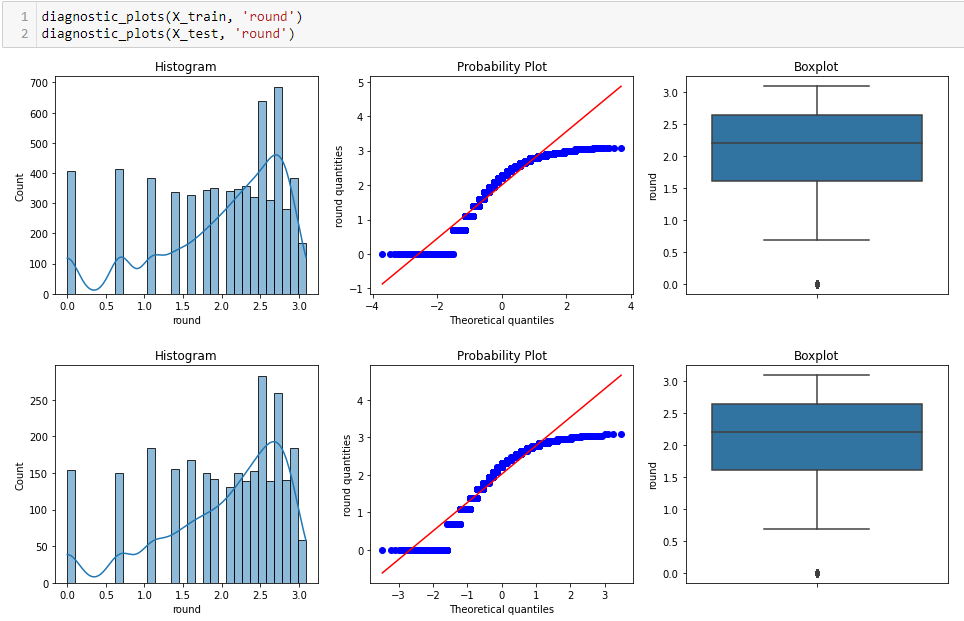 1 diagnostic_plots(X_train, 'round')
2 diagnostic_plots(X_test, 'round')
Histogram
700
600
500
400
300
200
100
0
Count
0.0 0.5 1.0 1.5 2.0 2.5 3.0
round
Probability Plot
5
4
3
2
1
0
−1
round quantities
−4 −2 0 2 4
Theoretical quantiles
Boxplot
3.0
2.5
2.0
1.5
1.0
0.5
0.0
round
Histogram
250
200
150
100
50
0
Count
0.0 0.5 1.0 1.5 2.0 2.5 3.0
round
Probability Plot
4
3
2
1
0
round quantities
−3 −2 −1 0 1 2 3
Theoretical quantiles
Boxplot
3.0
2.5
2.0
1.5
1.0
0.5
0.0
round